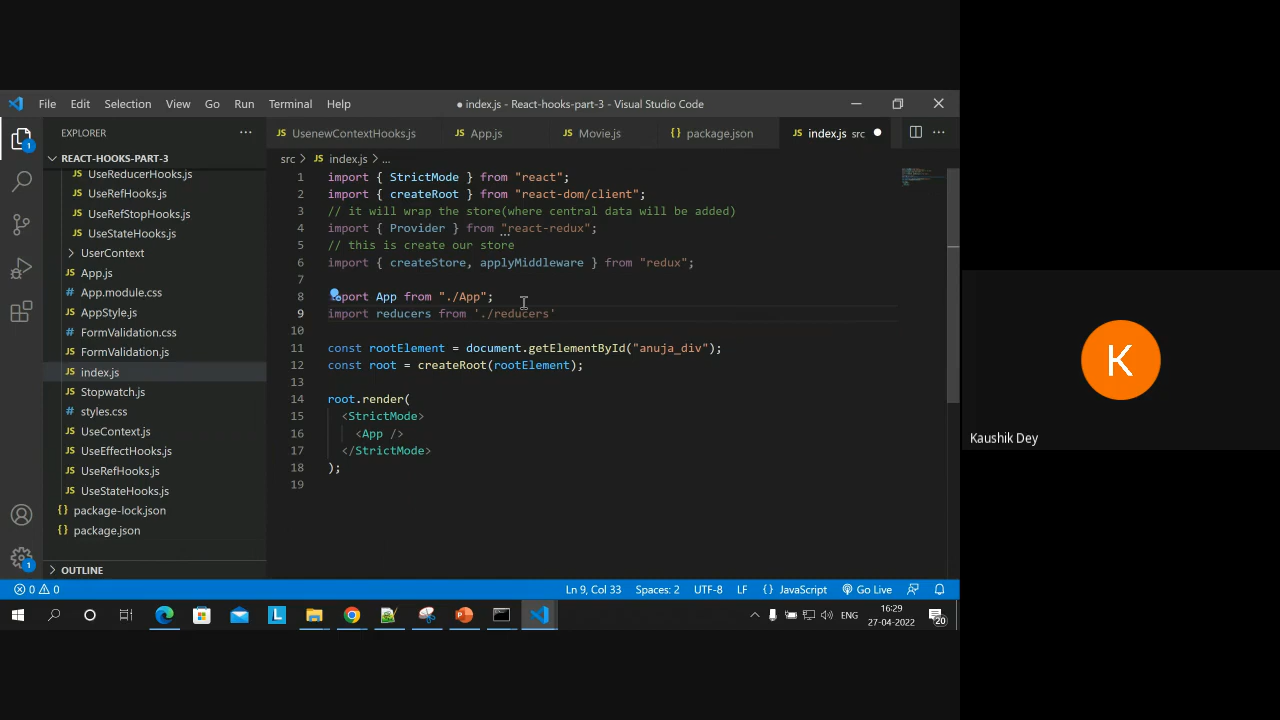 File Edit Selection View Go Run Terminal Help
● index.js - React-hooks-part-3 - Visual Studio Code
EXPLORER
REACT-HOOKS-PART-3
UseReducerHooks.js
UseRefHooks.js
UseRefStopHooks.js
UseStateHooks.js
UserContext
App.js
App.module.css
AppStyle.js
FormValidation.css
FormValidation.js
index.js
Stopwatch.js
styles.css
UseContext.js
UseEffectHooks.js
UseRefHooks.js
UseStateHooks.js
package-lock.json
package.json
OUTLINE
JS UsenewContextHooks.js JS App.js JS Movie.js {} package.json JS index.js src ●
src > JS index.js > ...
1 import { StrictMode } from "react";
2 import { createRoot } from "react-dom/client";
3 // it will wrap the store(where central data will be added)
4 import { Provider } from "react-redux";
5 // this is create our store
6 import { createStore, applyMiddleware } from "redux";
7
8 port App from "./App";
9 import reducers from './reducers'
10
11 const rootElement = document.getElementById("anuja_div");
12 const root = createRoot(rootElement);
13
14 root.render(
15 <StrictMode>
16 <App />
17 </StrictMode>
18 );
19
0 0 Ln 9, Col 33 Spaces: 2 UTF-8 LF {} JavaScript Go Live
ENG 16:29
27-04-2022
20
K
Kaushik Dey